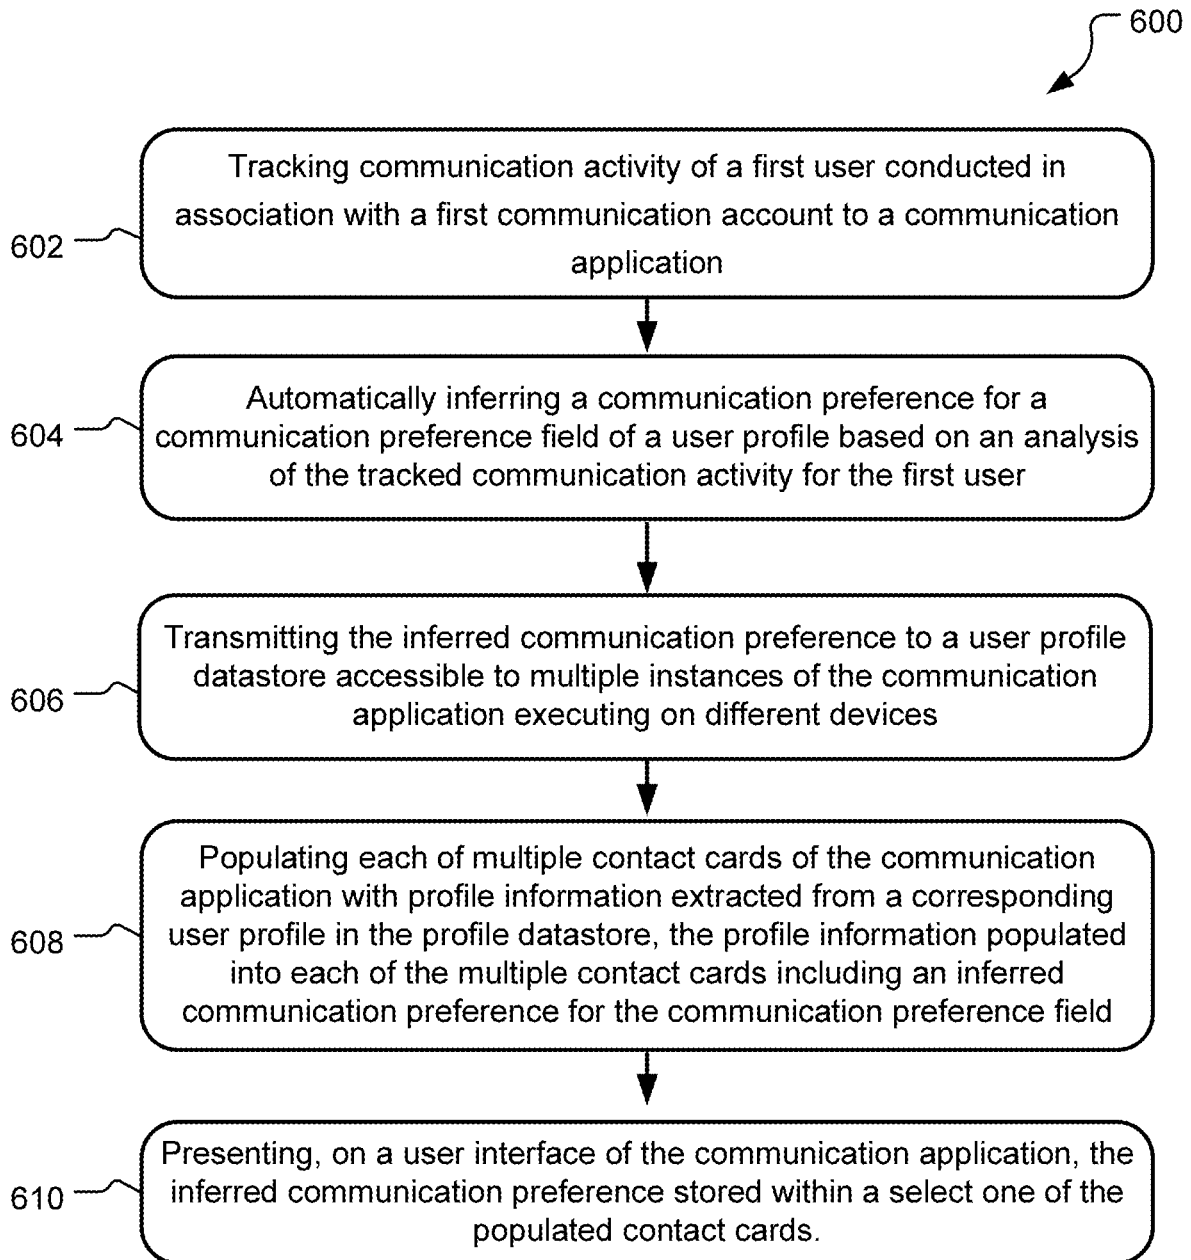 600
Tracking communication activity of a first user conducted in
association with a first communication account to a communication
application
602
Automatically inferring a communication preference for a
communication preference field of a user profile based on an analysis
of the tracked communication activity for the first user
604
Transmitting the inferred communication preference to a user profile
datastore accessible to multiple instances of the communication
application executing on different devices
606
Populating each of multiple contact cards of the communication
application with profile information extracted from a corresponding
user profile in the profile datastore, the profile information populated
into each of the multiple contact cards including an inferred
communication preference for the communication preference field
608
Presenting, on a user interface of the communication application, the
inferred communication preference stored within a select one of the
populated contact cards.
610